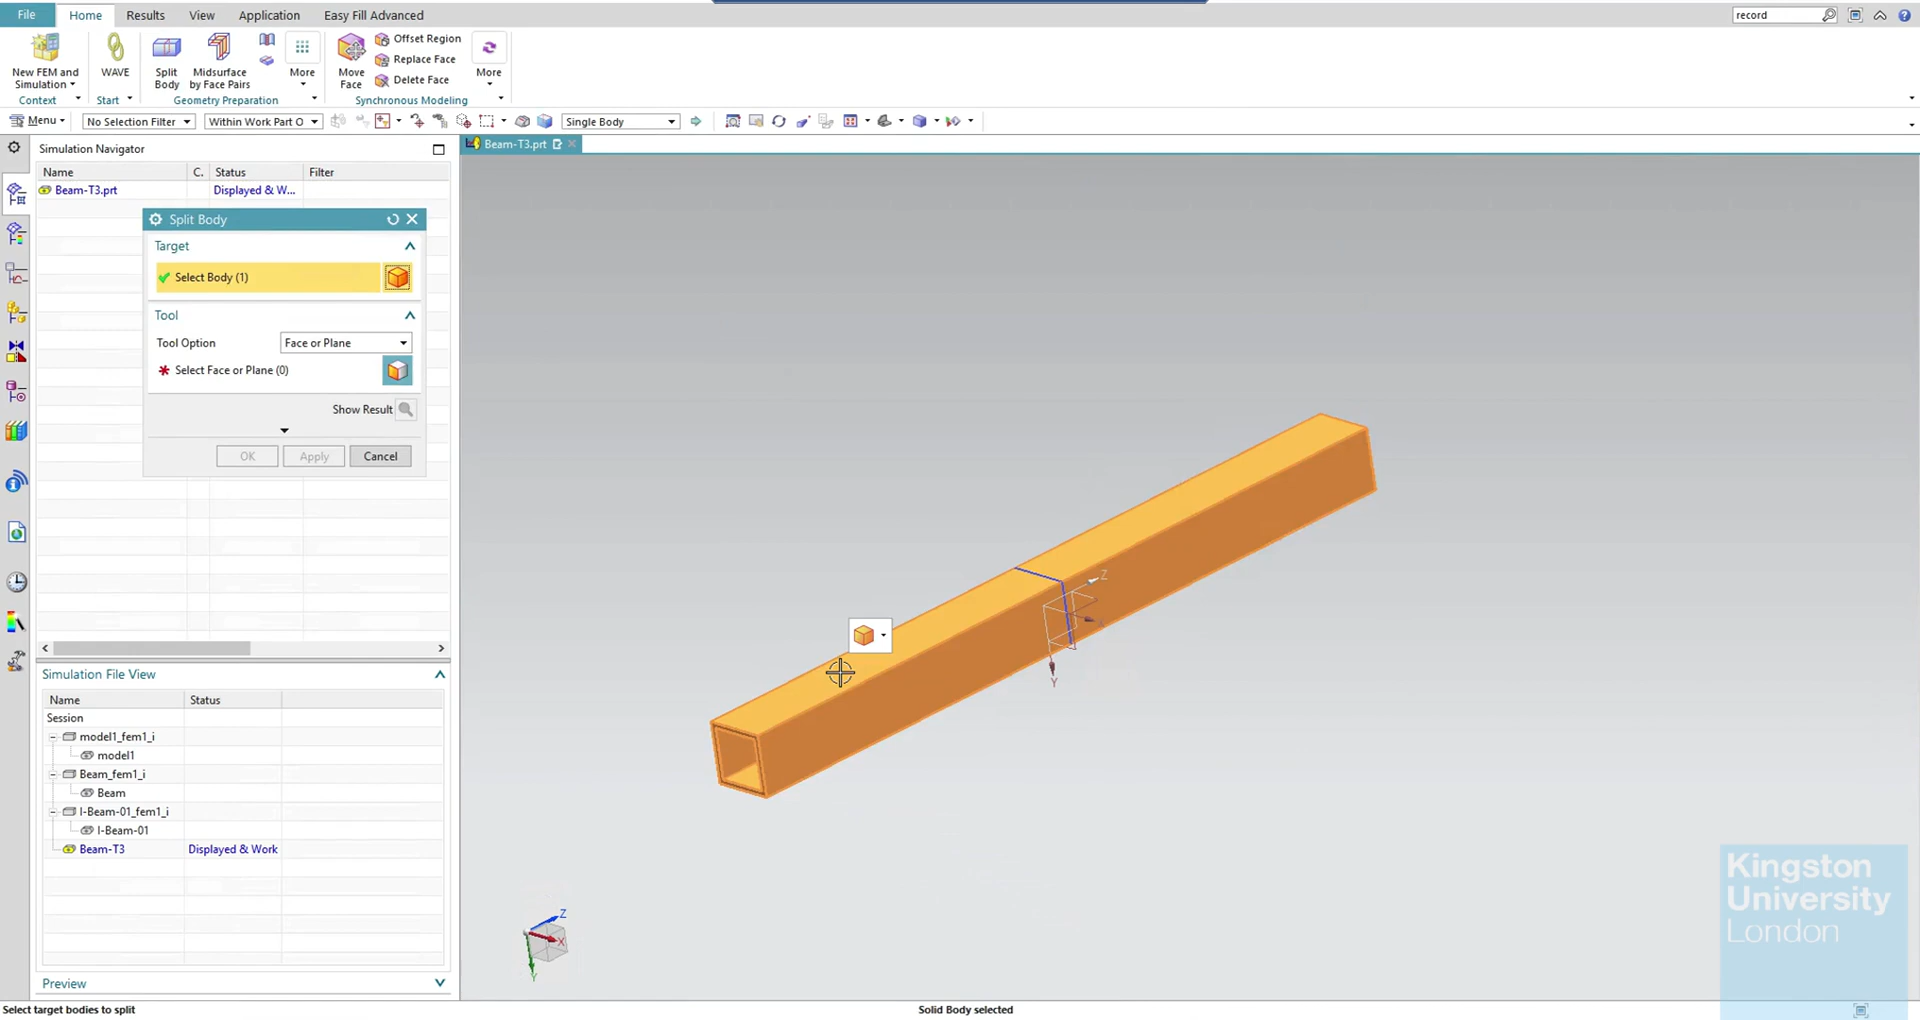 File Home Results View Application Easy Fill Advanced record
New FEM and Simulation
WAVE
Split Body
Midsurface by Face Pairs
More
Move Face
Offset Region
Replace Face
Delete Face
More
Context Start Geometry Preparation Synchronous Modeling
Menu No Selection Filter Within Work Part O Single Body
Simulation Navigator
Beam-T3.prt
Name C. Status Filter
Beam-T3.prt Displayed & W...
Split Body
Target
Select Body (1)
Tool
Tool Option Face or Plane
Select Face or Plane (0)
Show Result
OK Apply Cancel
Z
Y
Simulation File View
Name Status
Session
model1_fem1_i
model1
Beam_fem1_i
Beam
I-Beam-01_fem1_i
I-Beam-01
Beam-T3 Displayed & Work
Z
X
Y
Preview
Kingston
University
London
Select target bodies to split Solid Body selected